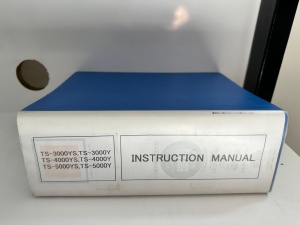 TS-3000YS,TS-3000Y
TS-4000YS,TS-4000Y
TS-5000YS,TS-5000Y
INSTRUCTION MANUAL